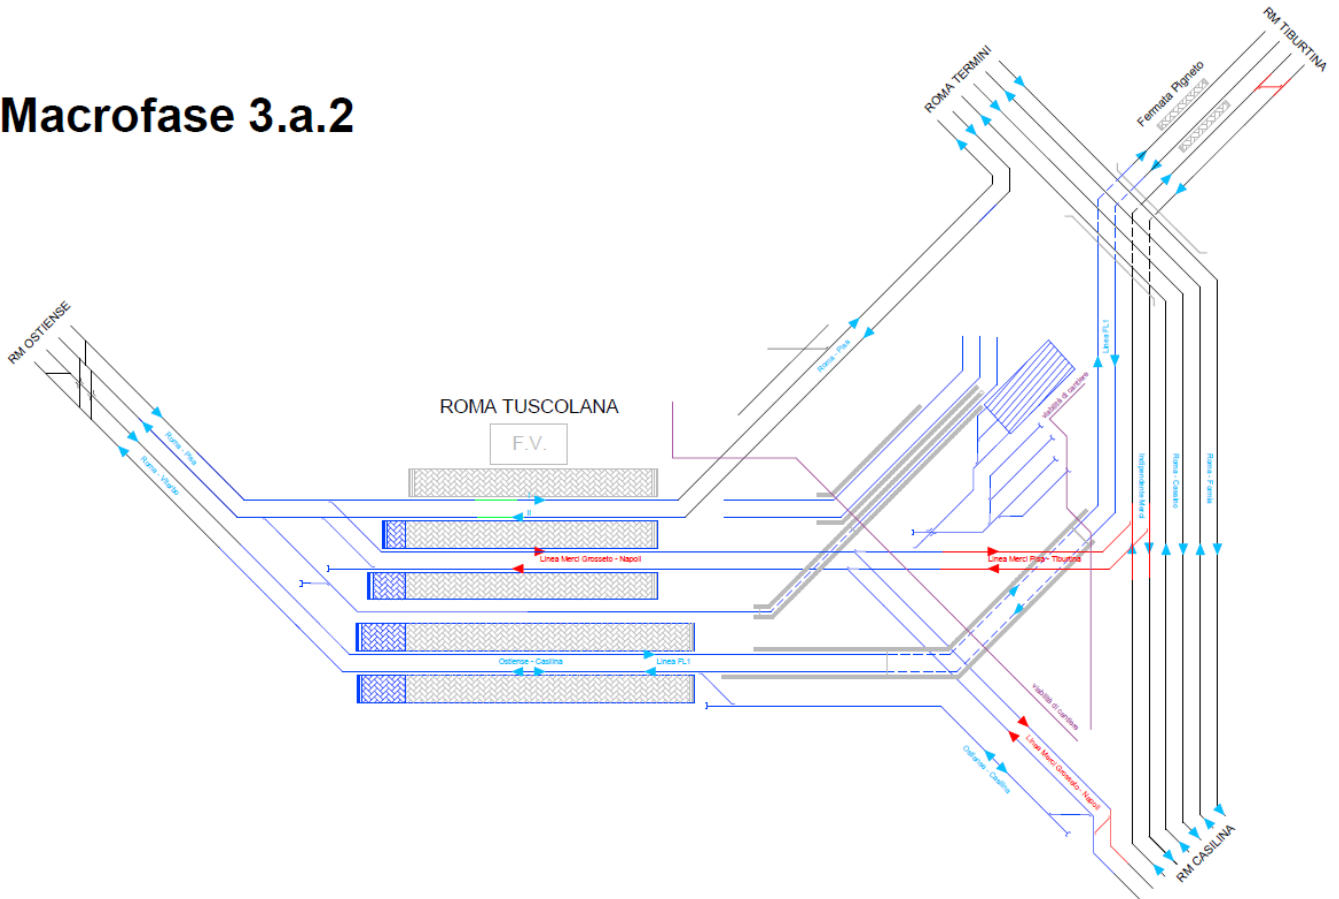 RM TIBURTINA
ROMA TERMINI
Fermata Pigneto
Macrofase 3.a.2
RM OSTIENSE
Roma - Pisa
Linea FL1
viabilità di cantiere
ROMA TUSCOLANA
F.V.
Roma - Pisa
Roma - Viterbo
Indipendente Merci
Roma - Cassino
Roma - Formia
I
II
Linea Merci Grosseto - Napoli
Linea Merci Pisa - Tiburtina
Ostiense - Casilina
Linea FL1
viabilità di cantiere
Linea Merci Grosseto - Napoli
Ostiense - Casilina
RM CASILINA